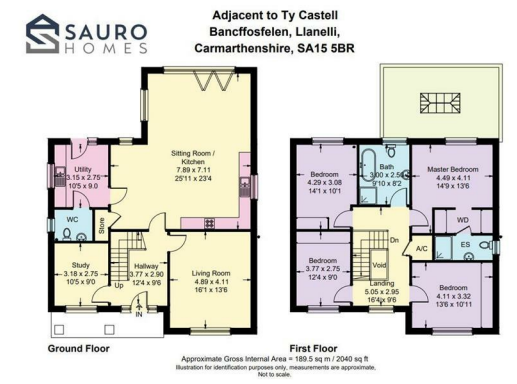 SAURO
HOMES
Adjacent to Ty Castell
Bancffosfelen, Llanelli,
Carmarthenshire, SA15 5BR
Utility
3.15 x 2.75
10'5 x 9.0
Sitting Room /
Kitchen
7.89 x 7.11
25'11 x 23'4
WC
Store
Study
3.18 x 2.75
10'5 x 9'0
Hallway
3.77 x 2.90
12'4 x 9'6
Up
IN
Living Room
4.89 x 4.11
16'1 x 13'6
Ground Floor
Bedroom
4.29 x 3.08
14'1 x 10'1
Bath
3.00 x 2.50
9'10 x 8'2
Master Bedroom
4.49 x 4.11
14'9 x 13'6
WD
Dn
A/C
ES
Bedroom
3.77 x 2.75
12'4 x 9'0
Void
Landing
5.05 x 2.95
16'4 x 9'6
Bedroom
4.11 x 3.32
13'6 x 10'11
First Floor
Approximate Gross Internal Area = 189.5 sq m / 2040 sq ft
Illustration for identification purposes only, measurements are approximate,
Not to scale.